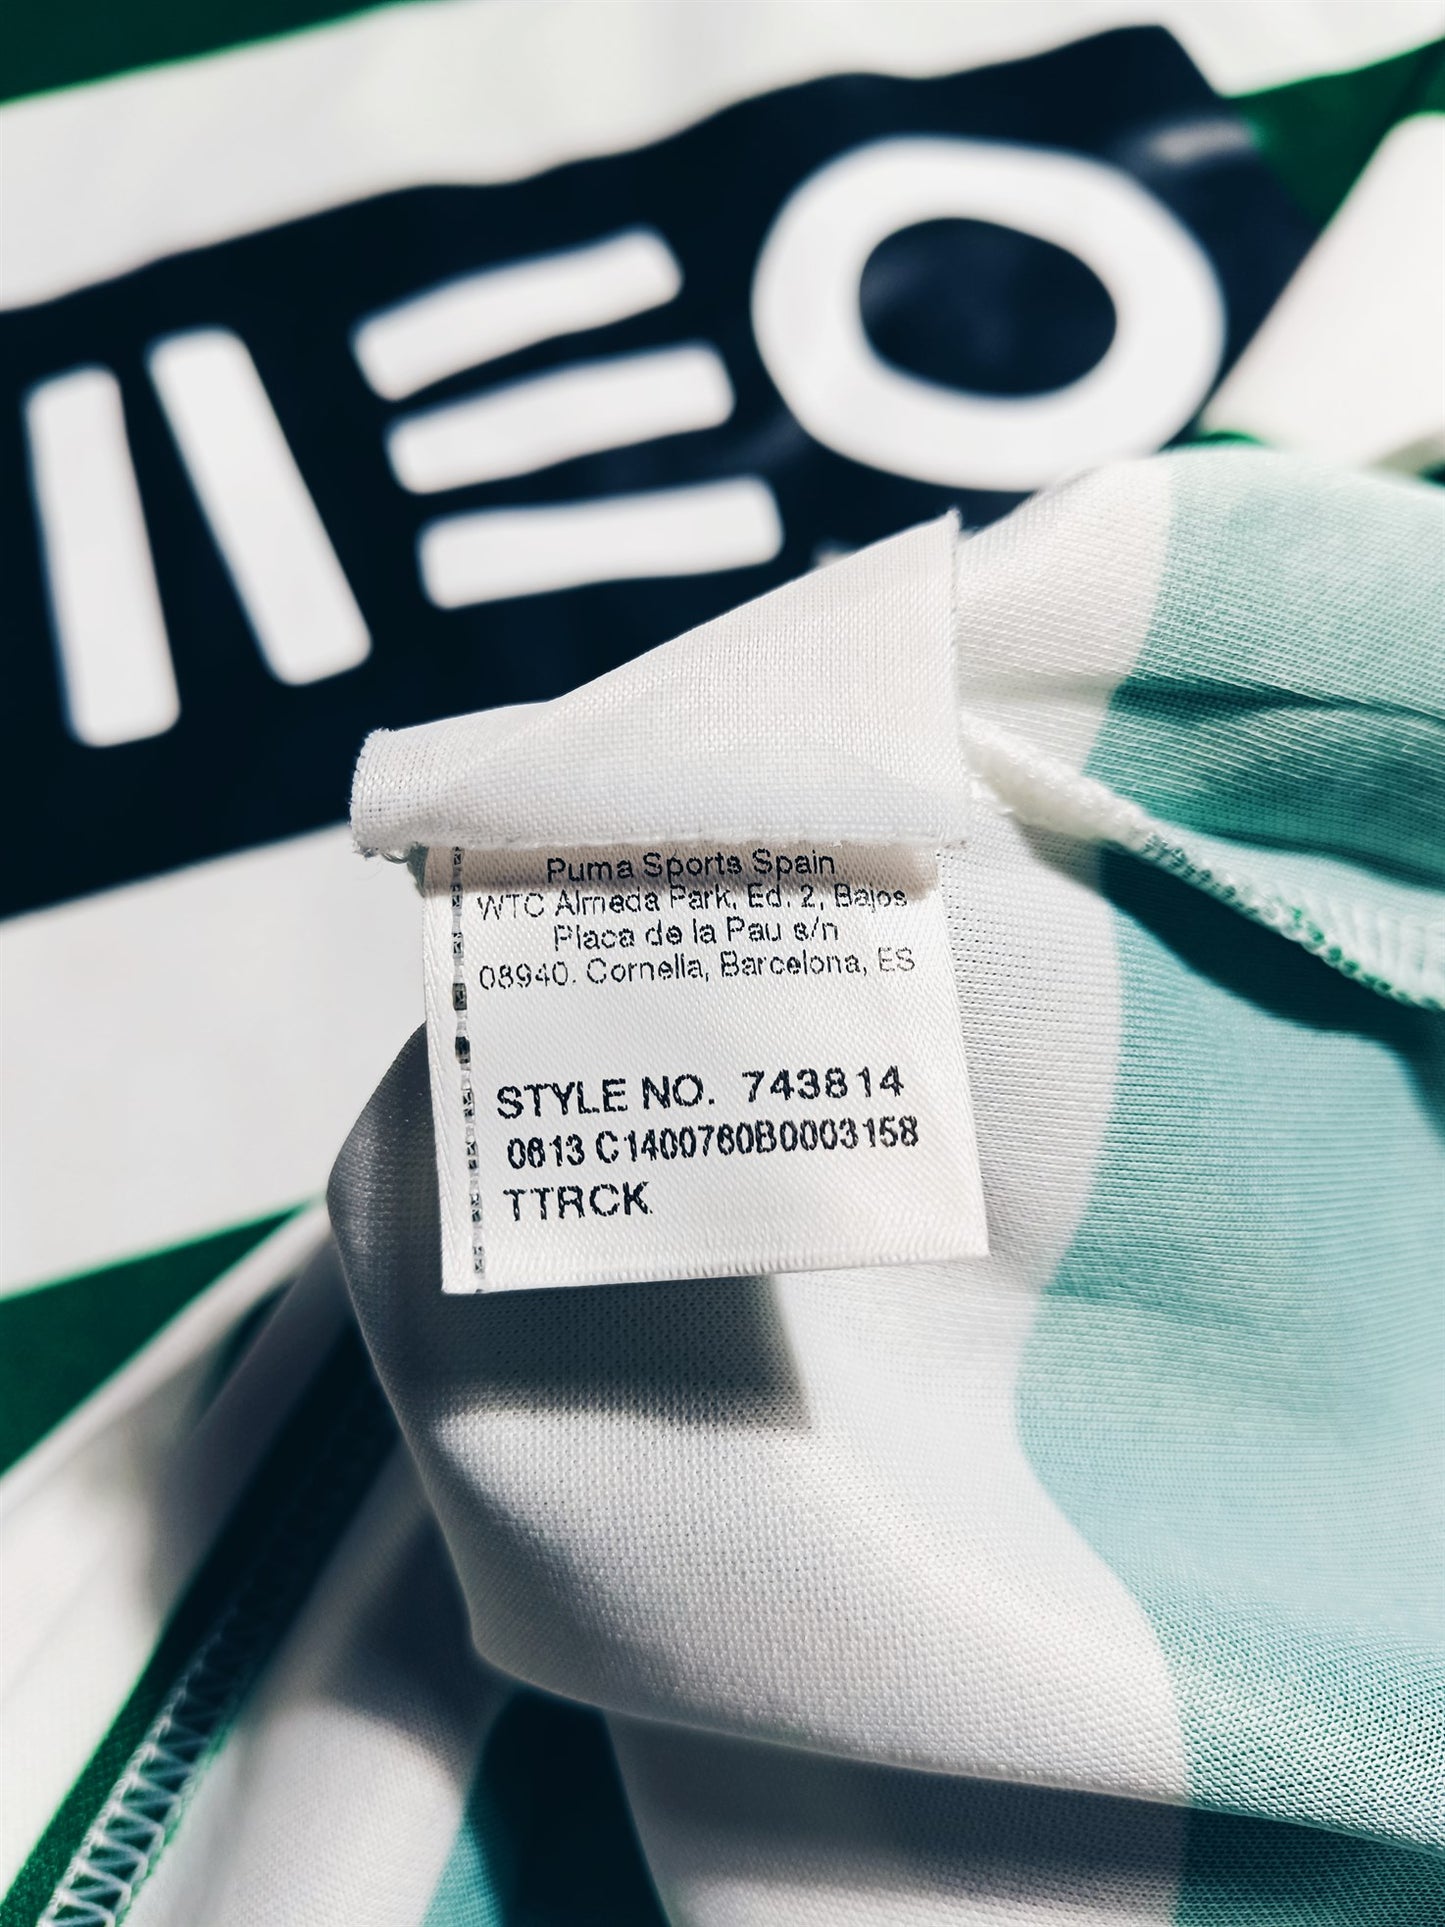 MEO
Puma Sports Spain
WTC Almeda Park, Ed. 2, Bajos
Placa de la Pau s/n
08940. Cornella, Barcelona, ES
STYLE NO. 743814
0613 C1400760B0003158
TTRCK